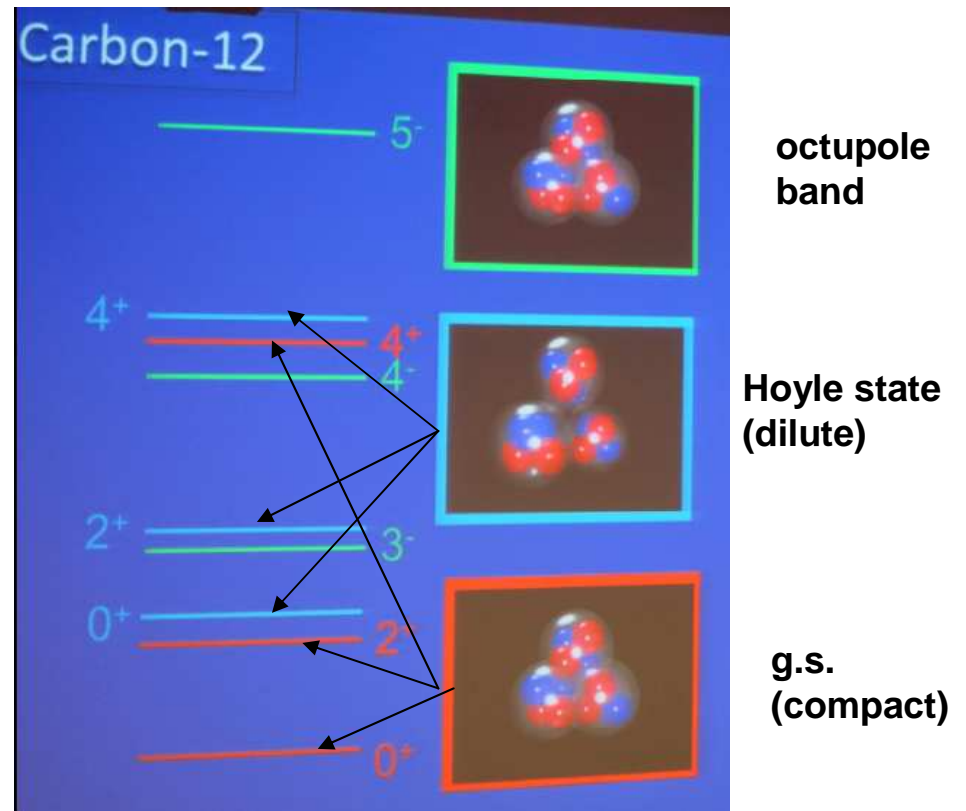 Carbon-12
5⁻
octupole
band
4⁺
4⁺
4⁻
Hoyle state
(dilute)
2⁺
3⁻
0⁺
2⁺
g.s.
(compact)
0⁺